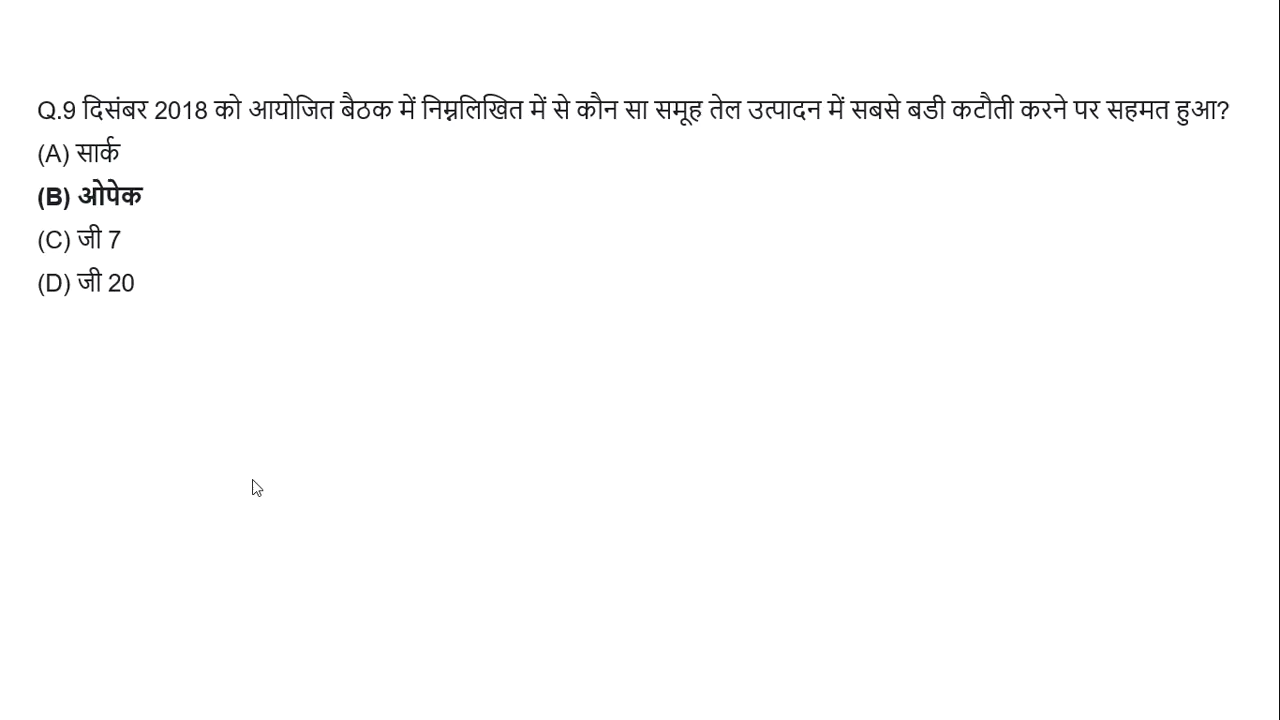 Q.9 दिसंबर 2018 को आयोजित बैठक में निम्नलिखित में से कौन सा समूह तेल उत्पादन में सबसे बडी कटौती करने पर सहमत हुआ?
(A) सार्क
(B) ओपेक
(C) जी 7
(D) जी 20